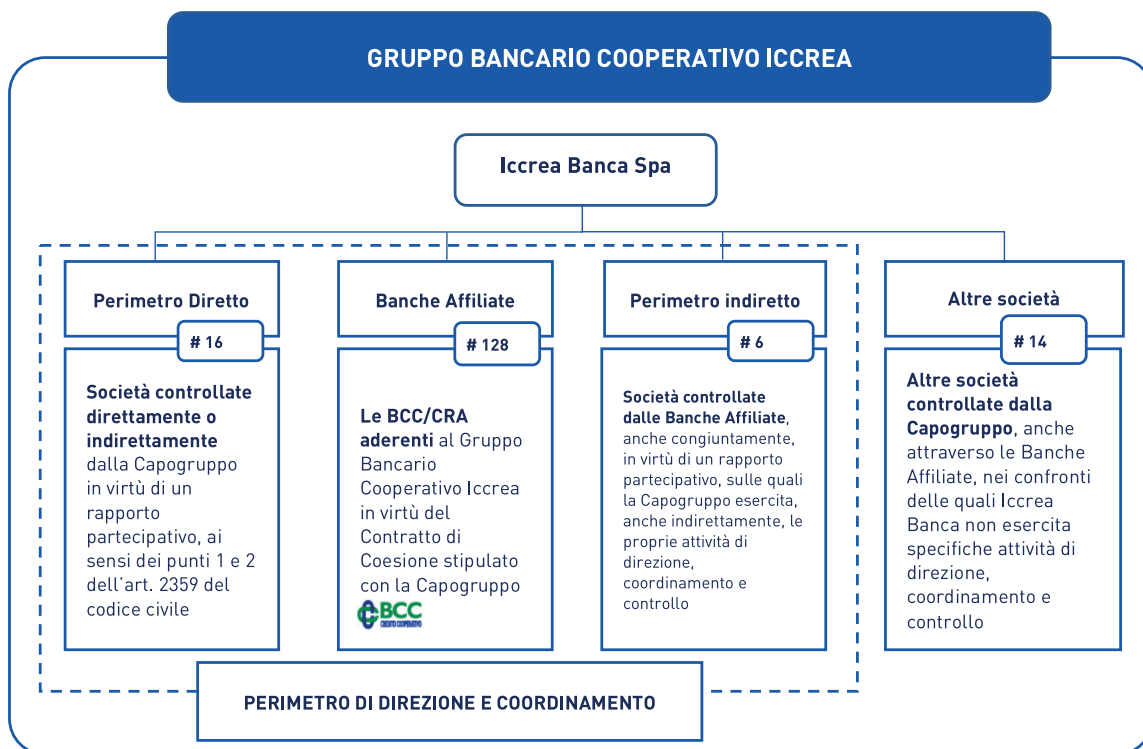 GRUPPO BANCARIO COOPERATIVO ICCREA
Iccrea Banca Spa
Perimetro Diretto
# 16
Società controllate
direttamente o
indirettamente
dalla Capogruppo
in virtù di un
rapporto
partecipativo, ai
sensi dei punti 1 e 2
dell'art. 2359 del
codice civile
Banche Affiliate
# 128
Le BCC/CRA
aderenti al Gruppo
Bancario
Cooperativo Iccrea
in virtù del
Contratto di
Coesione stipulato
con la Capogruppo
BCC
CREDITO COOPERATIVO
Perimetro indiretto
# 6
Società controllate
dalle Banche Affiliate,
anche congiuntamente,
in virtù di un rapporto
partecipativo, sulle quali
la Capogruppo esercita,
anche indirettamente, le
proprie attività di
direzione,
coordinamento e
controllo
Altre società
# 14
Altre società
controllate dalla
Capogruppo, anche
attraverso le Banche
Affiliate, nei confronti
delle quali Iccrea
Banca non esercita
specifiche attività di
direzione,
coordinamento e
controllo
PERIMETRO DI DIREZIONE E COORDINAMENTO